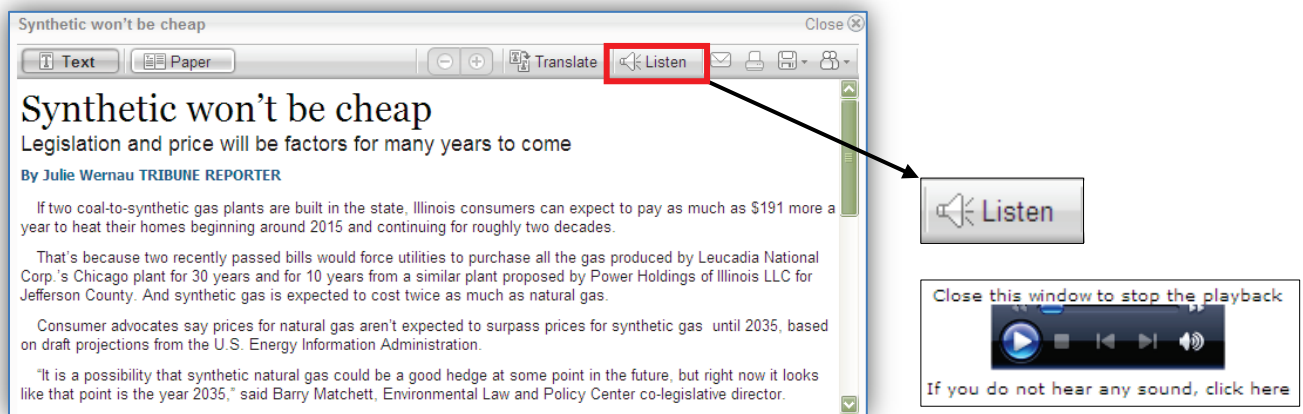 Synthetic won't be cheap
Close
Text
Paper
Translate
Listen
Synthetic won't be cheap
Legislation and price will be factors for many years to come
By Julie Wernau TRIBUNE REPORTER
If two coal-to-synthetic gas plants are built in the state, Illinois consumers can expect to pay as much as $191 more a
year to heat their homes beginning around 2015 and continuing for roughly two decades.
That's because two recently passed bills would force utilities to purchase all the gas produced by Leucadia National
Corp.'s Chicago plant for 30 years and for 10 years from a similar plant proposed by Power Holdings of Illinois LLC for
Jefferson County. And synthetic gas is expected to cost twice as much as natural gas.
Consumer advocates say prices for natural gas aren't expected to surpass prices for synthetic gas until 2035, based
on draft projections from the U.S. Energy Information Administration.
"It is a possibility that synthetic natural gas could be a good hedge at some point in the future, but right now it looks
like that point is the year 2035," said Barry Matchett, Environmental Law and Policy Center co-legislative director.
Listen
Close this window to stop the playback
If you do not hear any sound, click here